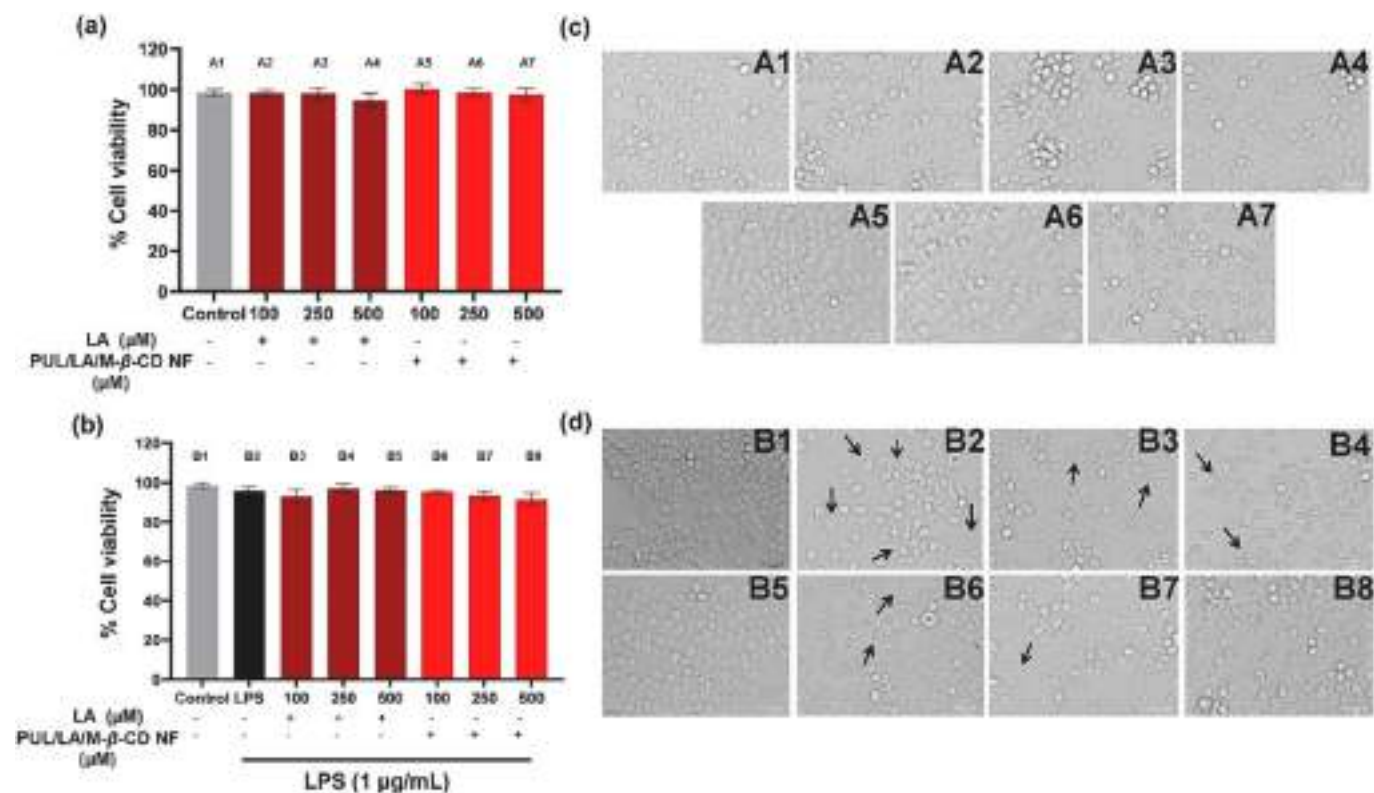 (a)
120
100
80
60
40
20
0
% Cell viability
A1 A2 A3 A4 A5 A6 A7
Control 100 250 500 100 250 500
LA (μM) - + + + - - -
PUL/LA/M-β-CD NF - - - - + + +
(μM)
(c)
A1 A2 A3 A4
A5 A6 A7
(b)
120
100
80
60
40
20
0
% Cell viability
B1 B2 B3 B4 B5 B6 B7 B8
Control LPS 100 250 500 100 250 500
LA (μM) - - + + + - - -
PUL/LA/M-β-CD NF - - - - - + + +
(μM)
LPS (1 μg/mL)
(d)
B1 B2 B3 B4
B5 B6 B7 B8